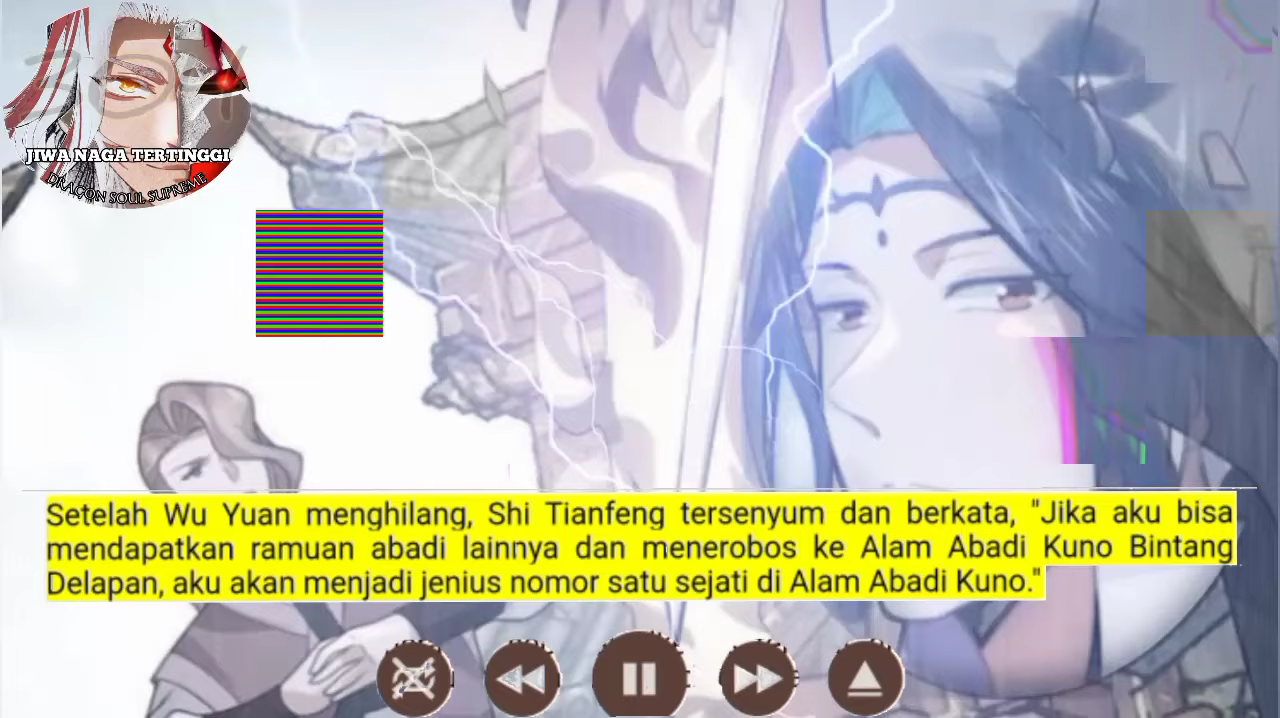 JIWA NAGA TERTINGGI
DRAGON SOUL SUPREME
Setelah Wu Yuan menghilang, Shi Tianfeng tersenyum dan berkata, "Jika aku bisa
mendapatkan ramuan abadi lainnya dan menerobos ke Alam Abadi Kuno Bintang
Delapan, aku akan menjadi jenius nomor satu sejati di Alam Abadi Kuno."